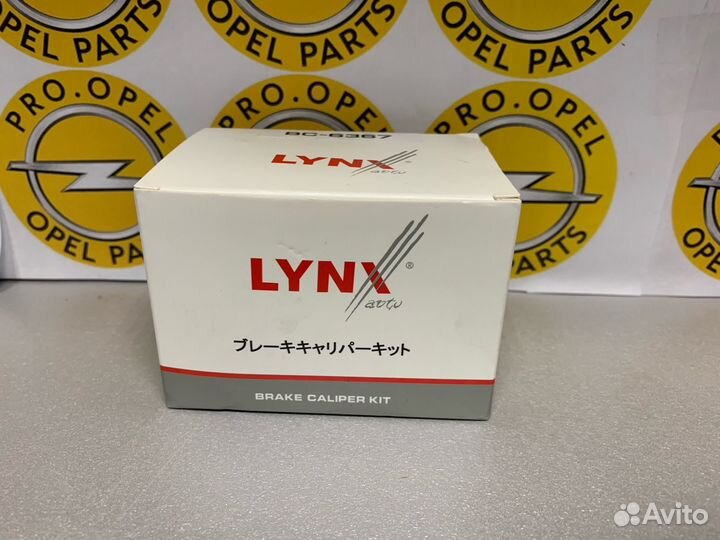 OPEL PARTS
OPEL PARTS
OPEL PARTS
PRO.OPEL
OPEL PARTS
PRO.OPEL
PRO.OPEL
OPEL PARTS
BC-6367
LYNX
auto
®
LYNX
auto
®
ブレーキキャリパーキット
BRAKE CALIPER KIT
Avito